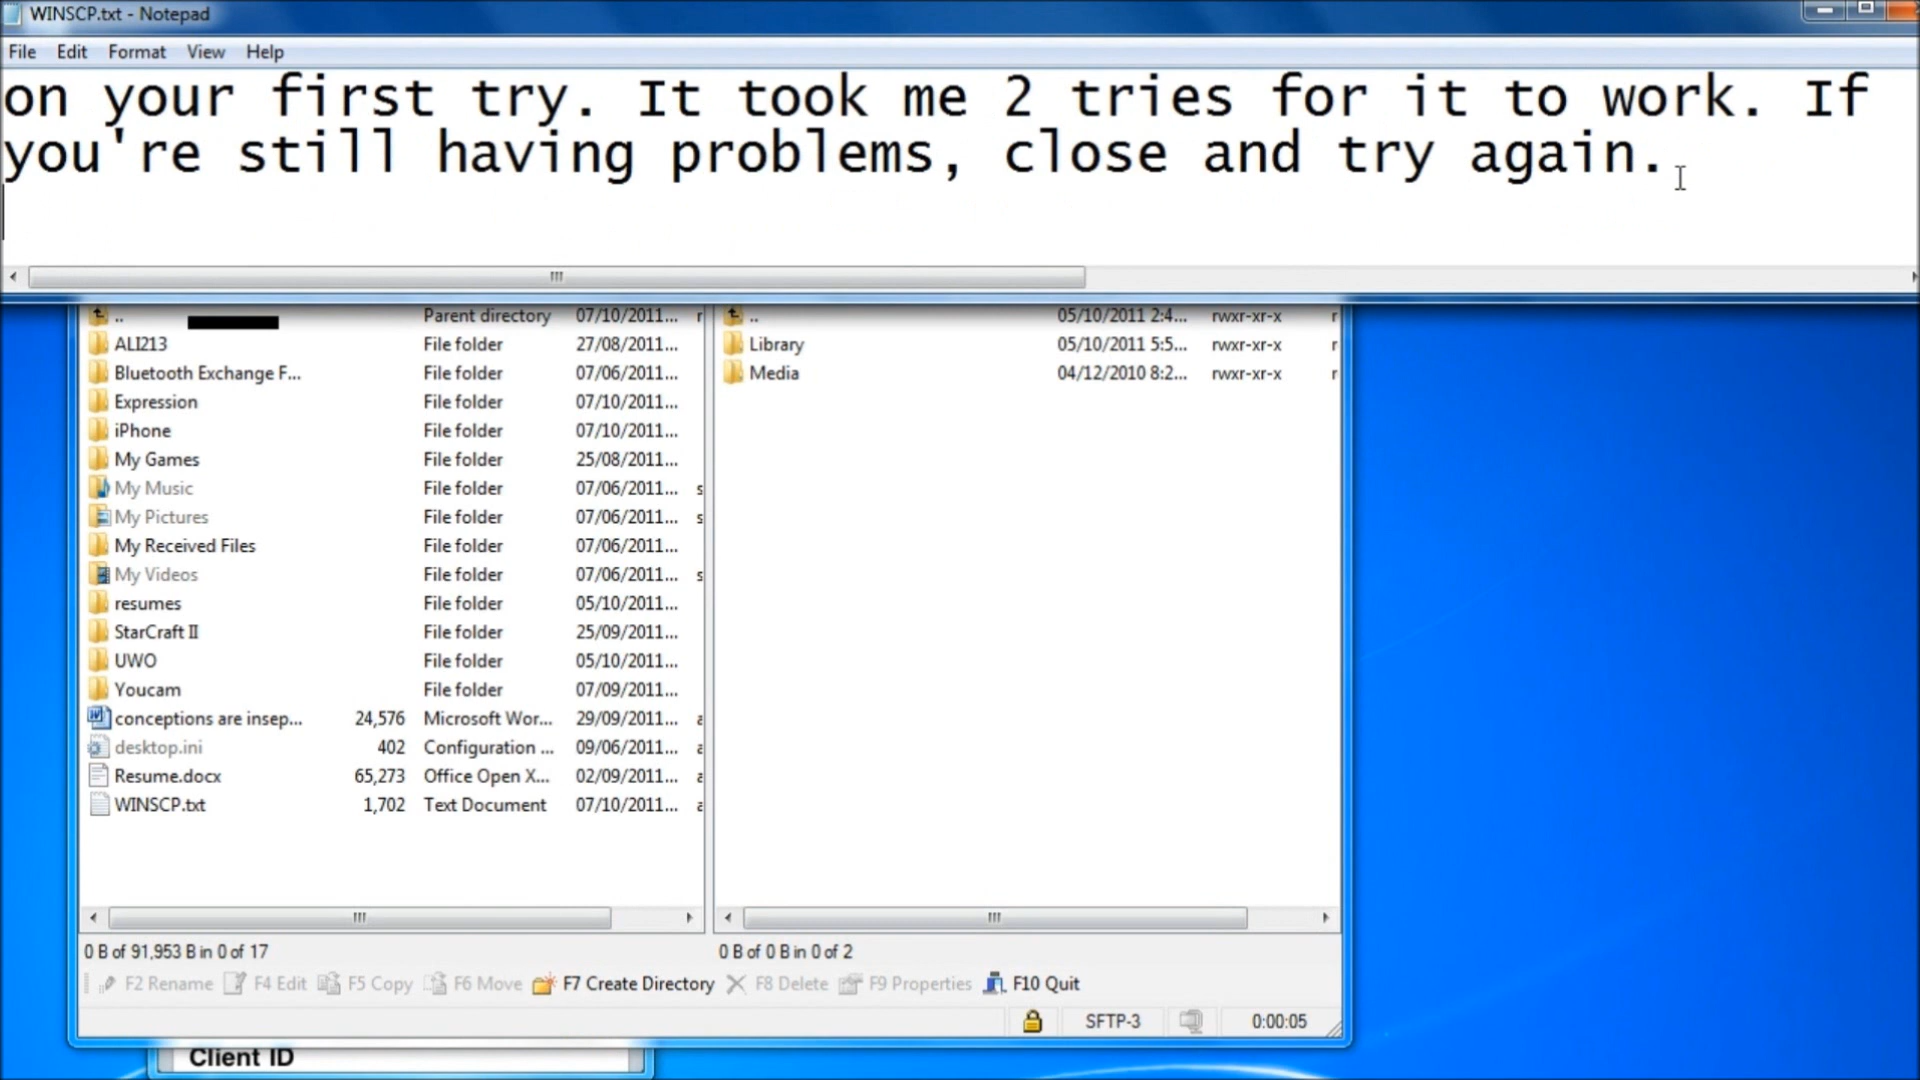 WINSCP.txt - Notepad
File Edit Format View Help
on your first try. It took me 2 tries for it to work. If
you're still having problems, close and try again.
.. Parent directory 07/10/2011... r
ALI213 File folder 27/08/2011...
Bluetooth Exchange F... File folder 07/06/2011...
Expression File folder 07/10/2011...
iPhone File folder 07/10/2011...
My Games File folder 25/08/2011...
My Music File folder 07/06/2011... s
My Pictures File folder 07/06/2011... s
My Received Files File folder 07/06/2011...
My Videos File folder 07/06/2011... s
resumes File folder 05/10/2011...
StarCraft II File folder 25/09/2011...
UWO File folder 05/10/2011...
Youcam File folder 07/09/2011...
conceptions are insep... 24,576 Microsoft Wor... 29/09/2011... a
desktop.ini 402 Configuration ... 09/06/2011... a
Resume.docx 65,273 Office Open X... 02/09/2011... a
WINSCP.txt 1,702 Text Document 07/10/2011... a
0 B of 91,953 B in 0 of 17
.. 05/10/2011 2:4... rwxr-xr-x r
Library 05/10/2011 5:5... rwxr-xr-x r
Media 04/12/2010 8:2... rwxr-xr-x r
0 B of 0 B in 0 of 2
F2 Rename F4 Edit F5 Copy F6 Move F7 Create Directory F8 Delete F9 Properties F10 Quit
SFTP-3 0:00:05
Client ID